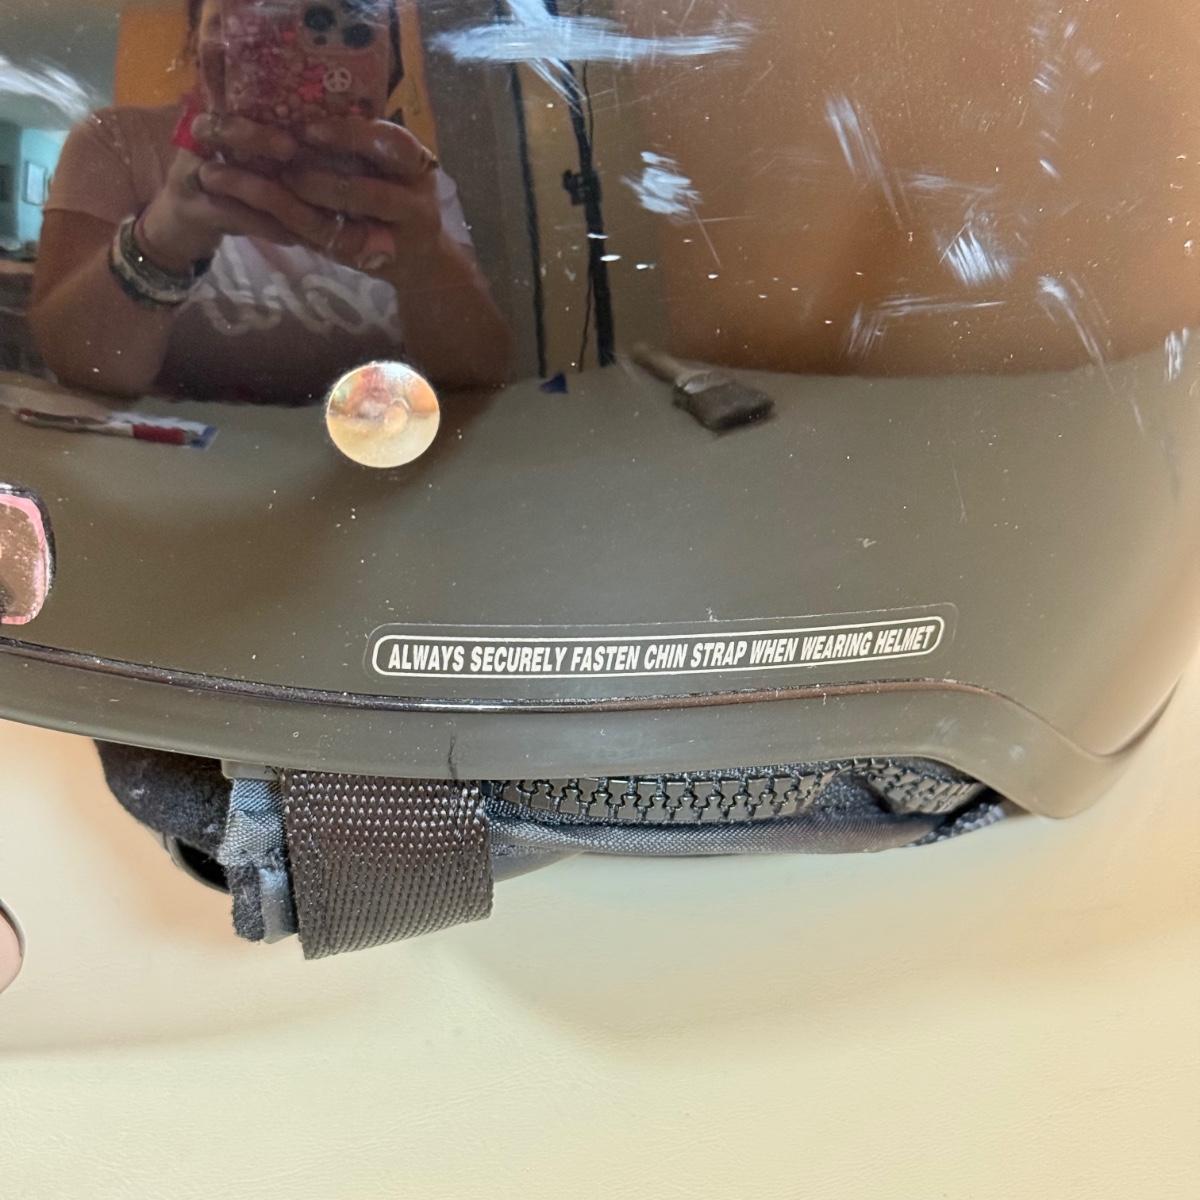 ALWAYS SECURELY FASTEN CHIN STRAP WHEN WEARING HELMET